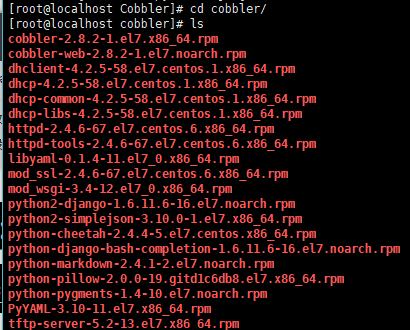 [root@localhost Cobbler]# cd cobbler/
[root@localhost cobbler]# ls
cobbler-2.8.2-1.el7.x86_64.rpm
cobbler-web-2.8.2-1.el7.noarch.rpm
dhclient-4.2.5-58.el7.centos.1.x86_64.rpm
dhcp-4.2.5-58.el7.centos.1.x86_64.rpm
dhcp-common-4.2.5-58.el7.centos.1.x86_64.rpm
dhcp-libs-4.2.5-58.el7.centos.1.x86_64.rpm
httpd-2.4.6-67.el7.centos.6.x86_64.rpm
httpd-tools-2.4.6-67.el7.centos.6.x86_64.rpm
libyaml-0.1.4-11.el7_0.x86_64.rpm
mod_ssl-2.4.6-67.el7.centos.6.x86_64.rpm
mod_wsgi-3.4-12.el7_0.x86_64.rpm
python2-django-1.6.11.6-16.el7.noarch.rpm
python2-simplejson-3.10.0-1.el7.x86_64.rpm
python-cheetah-2.4.4-5.el7.centos.x86_64.rpm
python-django-bash-completion-1.6.11.6-16.el7.noarch.rpm
python-markdown-2.4.1-2.el7.noarch.rpm
python-pillow-2.0.0-19.gitd1c6db8.el7.x86_64.rpm
python-pygments-1.4-10.el7.noarch.rpm
PyYAML-3.10-11.el7.x86_64.rpm
tftp-server-5.2-13.el7.x86_64.rpm